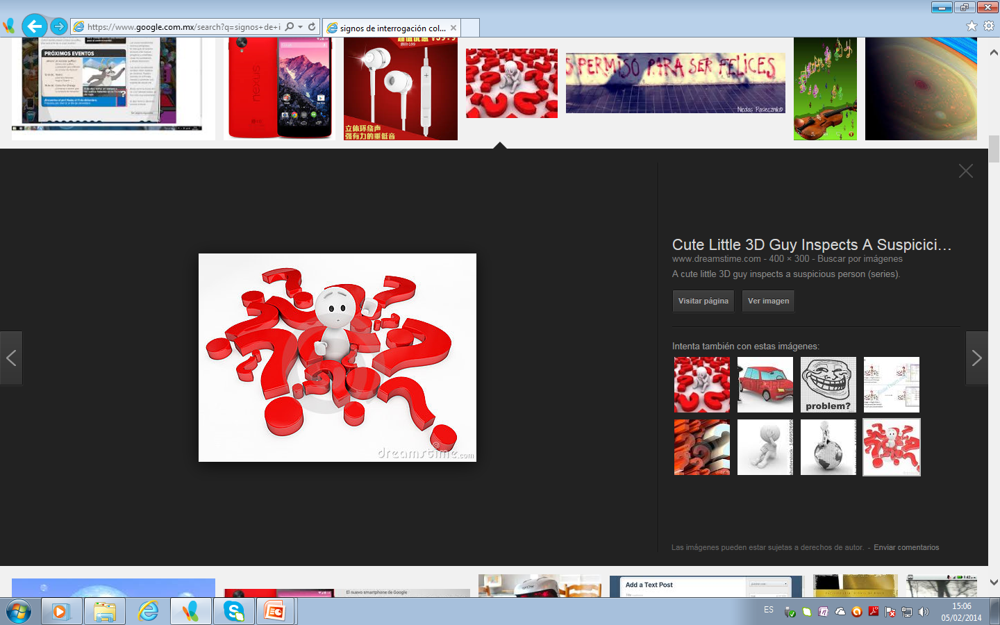 https://www.google.com.mx/search?q=signos+de+i
signos de interrogación col...
PRÓXIMOS EVENTOS
nexus
LG
立体环绕声
强有力的重低音
S PERMISO PARA SER FELICES
Nicolas Pasiecznik©
Cute Little 3D Guy Inspects A Suspicici...
www.dreamstime.com - 400 × 300 - Buscar por imágenes
A cute little 3D guy inspects a suspicious person (series).
Visitar página
Ver imagen
Intenta también con estas imágenes:
problem?
dreamstime.com
Las imágenes pueden estar sujetas a derechos de autor. - Enviar comentarios
El nuevo smartphone de Google
Add a Text Post
ES
15:06
05/02/2014